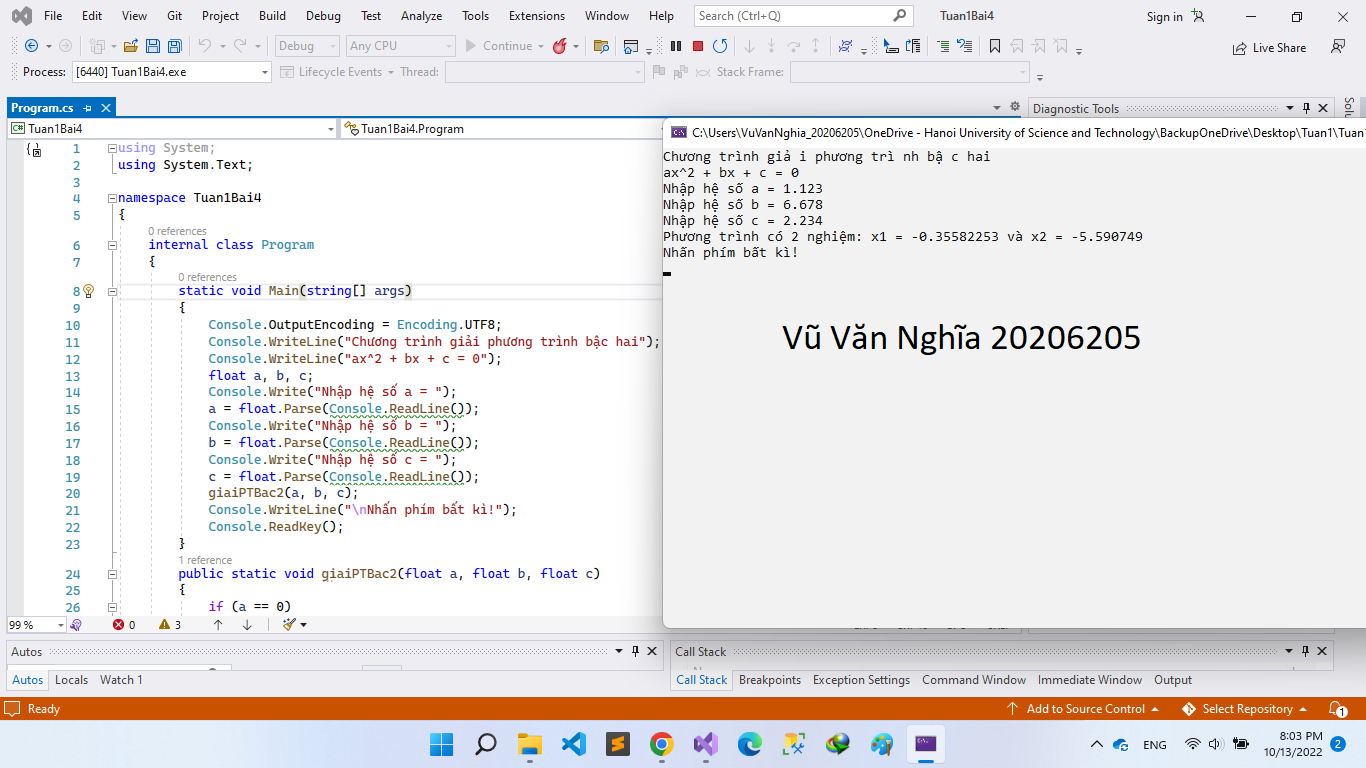 File Edit View Git Project Build Debug Test Analyze Tools Extensions Window Help Search (Ctrl+Q) Tuan1Bai4 Sign in
Debug Any CPU Continue Live Share
Process: [6440] Tuan1Bai4.exe Lifecycle Events Thread: Stack Frame:
Program.cs
Tuan1Bai4 Tuan1Bai4.Program
1 using System;
2 using System.Text;
3
4 namespace Tuan1Bai4
5 {
0 references
6 internal class Program
7 {
0 references
8 static void Main(string[] args)
9 {
10 Console.OutputEncoding = Encoding.UTF8;
11 Console.WriteLine("Chương trình giải phương trình bậc hai");
12 Console.WriteLine("ax^2 + bx + c = 0");
13 float a, b, c;
14 Console.Write("Nhập hệ số a = ");
15 a = float.Parse(Console.ReadLine());
16 Console.Write("Nhập hệ số b = ");
17 b = float.Parse(Console.ReadLine());
18 Console.Write("Nhập hệ số c = ");
19 c = float.Parse(Console.ReadLine());
20 giaiPTBac2(a, b, c);
21 Console.WriteLine("\nNhấn phím bất kì!");
22 Console.ReadKey();
23 }
1 reference
24 public static void giaiPTBac2(float a, float b, float c)
25 {
26 if (a == 0)
99 % 0 3
Diagnostic Tools
C:\Users\VuVanNghia_20206205\OneDrive - Hanoi University of Science and Technology\BackupOneDrive\Desktop\Tuan1\Tuan1
Chương trình giả i phương trì nh bậ c hai
ax^2 + bx + c = 0
Nhập hệ số a = 1.123
Nhập hệ số b = 6.678
Nhập hệ số c = 2.234
Phương trình có 2 nghiệm: x1 = -0.35582253 và x2 = -5.590749
Nhấn phím bất kì!
Vũ Văn Nghĩa 20206205
Autos
Autos Locals Watch 1
Call Stack
Call Stack Breakpoints Exception Settings Command Window Immediate Window Output
Ready Add to Source Control Select Repository 1
ENG 8:03 PM
10/13/2022 2